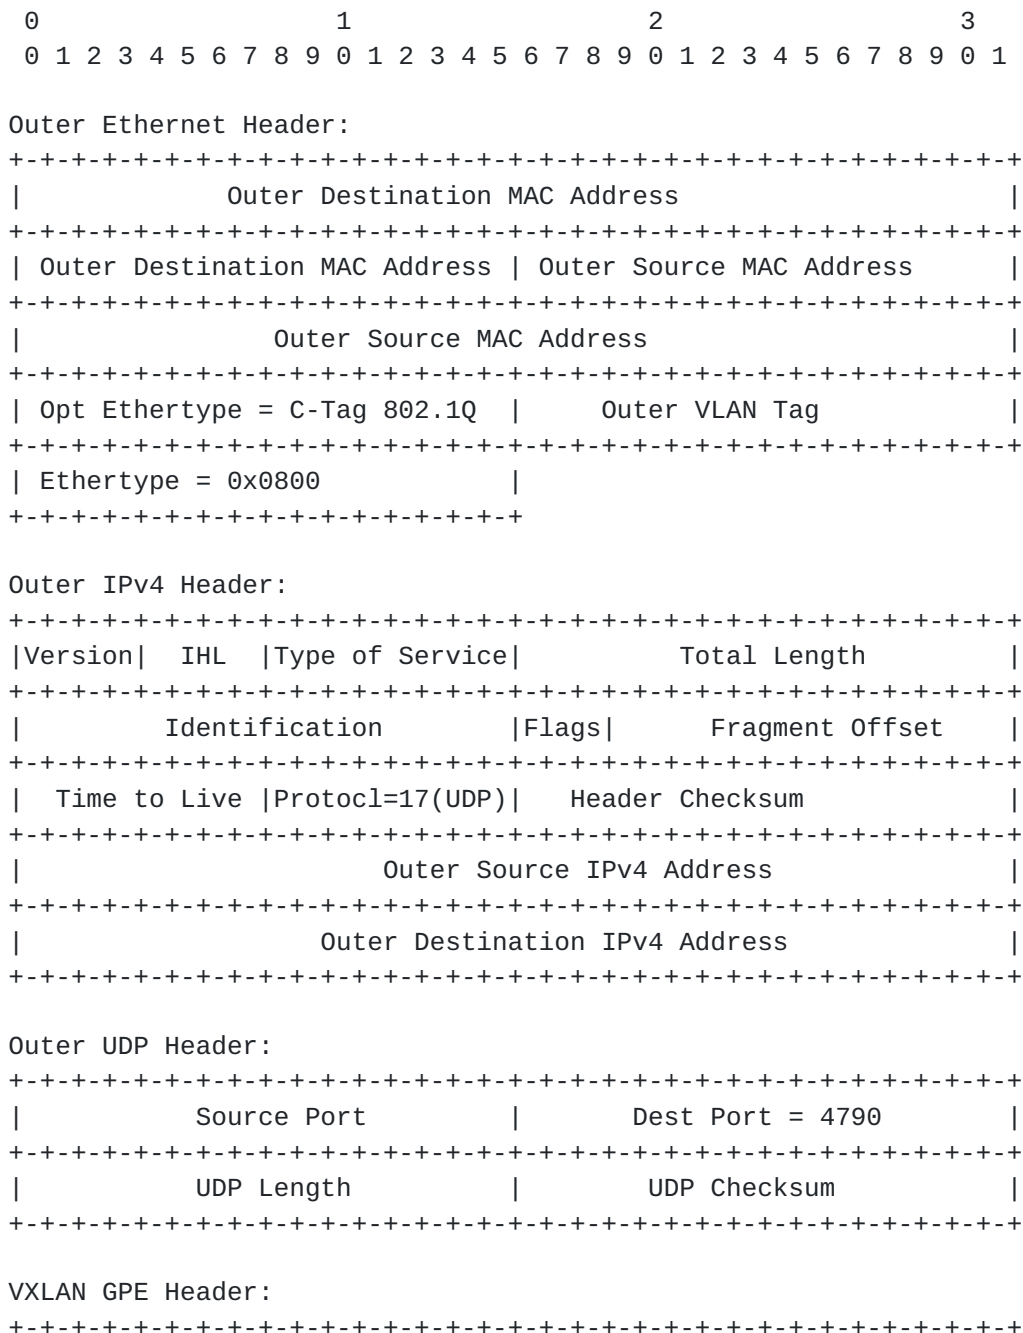 0                   1                   2                   3
 0 1 2 3 4 5 6 7 8 9 0 1 2 3 4 5 6 7 8 9 0 1 2 3 4 5 6 7 8 9 0 1

Outer Ethernet Header:
+-+-+-+-+-+-+-+-+-+-+-+-+-+-+-+-+-+-+-+-+-+-+-+-+-+-+-+-+-+-+-+-+
|             Outer Destination MAC Address                     |
+-+-+-+-+-+-+-+-+-+-+-+-+-+-+-+-+-+-+-+-+-+-+-+-+-+-+-+-+-+-+-+-+
| Outer Destination MAC Address | Outer Source MAC Address      |
+-+-+-+-+-+-+-+-+-+-+-+-+-+-+-+-+-+-+-+-+-+-+-+-+-+-+-+-+-+-+-+-+
|                Outer Source MAC Address                       |
+-+-+-+-+-+-+-+-+-+-+-+-+-+-+-+-+-+-+-+-+-+-+-+-+-+-+-+-+-+-+-+-+
| Opt Ethertype = C-Tag 802.1Q  |     Outer VLAN Tag            |
+-+-+-+-+-+-+-+-+-+-+-+-+-+-+-+-+-+-+-+-+-+-+-+-+-+-+-+-+-+-+-+-+
| Ethertype = 0x0800            |
+-+-+-+-+-+-+-+-+-+-+-+-+-+-+-+-+

Outer IPv4 Header:
+-+-+-+-+-+-+-+-+-+-+-+-+-+-+-+-+-+-+-+-+-+-+-+-+-+-+-+-+-+-+-+-+
|Version|  IHL  |Type of Service|          Total Length         |
+-+-+-+-+-+-+-+-+-+-+-+-+-+-+-+-+-+-+-+-+-+-+-+-+-+-+-+-+-+-+-+-+
|         Identification        |Flags|      Fragment Offset    |
+-+-+-+-+-+-+-+-+-+-+-+-+-+-+-+-+-+-+-+-+-+-+-+-+-+-+-+-+-+-+-+-+
|  Time to Live |Protocl=17(UDP)|   Header Checksum             |
+-+-+-+-+-+-+-+-+-+-+-+-+-+-+-+-+-+-+-+-+-+-+-+-+-+-+-+-+-+-+-+-+
|                       Outer Source IPv4 Address               |
+-+-+-+-+-+-+-+-+-+-+-+-+-+-+-+-+-+-+-+-+-+-+-+-+-+-+-+-+-+-+-+-+
|                   Outer Destination IPv4 Address              |
+-+-+-+-+-+-+-+-+-+-+-+-+-+-+-+-+-+-+-+-+-+-+-+-+-+-+-+-+-+-+-+-+

Outer UDP Header:
+-+-+-+-+-+-+-+-+-+-+-+-+-+-+-+-+-+-+-+-+-+-+-+-+-+-+-+-+-+-+-+-+
|           Source Port         |       Dest Port = 4790        |
+-+-+-+-+-+-+-+-+-+-+-+-+-+-+-+-+-+-+-+-+-+-+-+-+-+-+-+-+-+-+-+-+
|           UDP Length          |        UDP Checksum           |
+-+-+-+-+-+-+-+-+-+-+-+-+-+-+-+-+-+-+-+-+-+-+-+-+-+-+-+-+-+-+-+-+

VXLAN GPE Header:
+-+-+-+-+-+-+-+-+-+-+-+-+-+-+-+-+-+-+-+-+-+-+-+-+-+-+-+-+-+-+-+-+